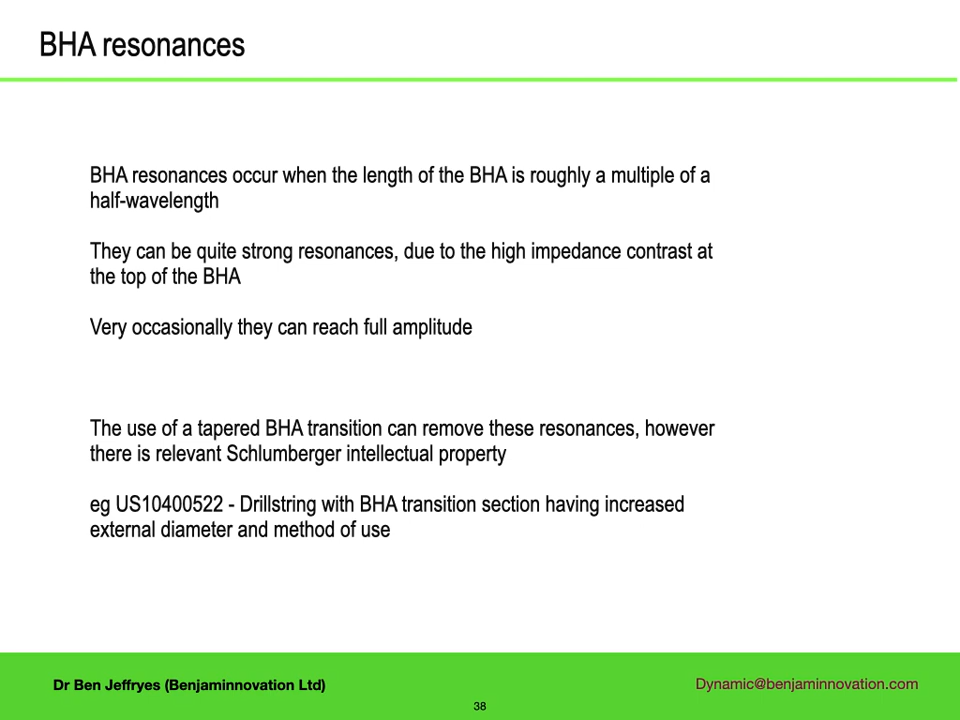 BHA resonances
BHA resonances occur when the length of the BHA is roughly a multiple of a
half-wavelength
They can be quite strong resonances, due to the high impedance contrast at
the top of the BHA
Very occasionally they can reach full amplitude
The use of a tapered BHA transition can remove these resonances, however
there is relevant Schlumberger intellectual property
eg US10400522 - Drillstring with BHA transition section having increased
external diameter and method of use
Dr Ben Jeffryes (Benjaminnovation Ltd)
Dynamic@benjaminnovation.com
38